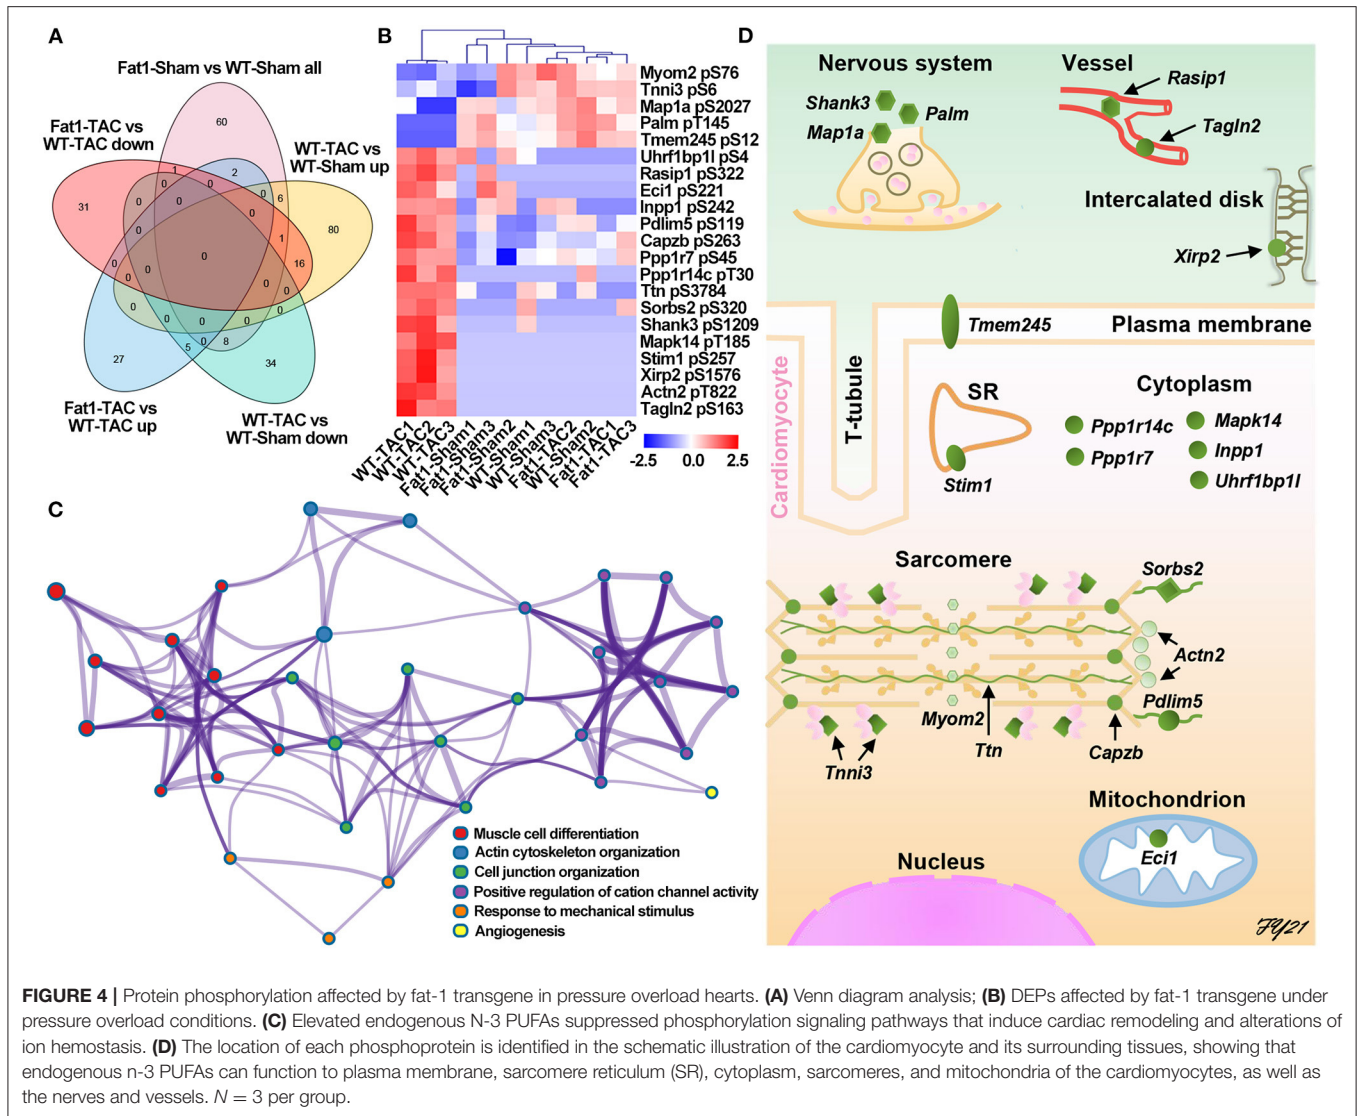 A
Fat1-Sham vs WT-Sham all
Fat1-TAC vs
WT-TAC down
WT-TAC vs
WT-Sham up
60
1
2
31
0
0
0
0
6
0
80
0
1
0
0
16
0
0
0
0
0
0
0
0
0
0
5
0
8
27
34
Fat1-TAC vs
WT-TAC up
WT-TAC vs
WT-Sham down
B
Myom2 pS76
Tnni3 pS6
Map1a pS2027
Palm pT145
Tmem245 pS12
Uhrf1bp1l pS4
Rasip1 pS322
Eci1 pS221
Inpp1 pS242
Pdlim5 pS119
Capzb pS263
Ppp1r7 pS45
Ppp1r14c pT30
Ttn pS3784
Sorbs2 pS320
Shank3 pS1209
Mapk14 pT185
Stim1 pS257
Xirp2 pS1576
Actn2 pT822
Tagln2 pS163
WT-TAC1
WT-TAC2
WT-TAC3
Fat1-Sham1
Fat1-Sham3
Fat1-Sham2
WT-Sham1
WT-Sham3
Fat1-TAC2
WT-Sham2
Fat1-TAC1
Fat1-TAC3
-2.5 0.0 2.5
C
Muscle cell differentiation
Actin cytoskeleton organization
Cell junction organization
Positive regulation of cation channel activity
Response to mechanical stimulus
Angiogenesis
D
Nervous system
Shank3
Palm
Map1a
Vessel
Rasip1
Tagln2
Intercalated disk
Xirp2
Tmem245
Plasma membrane
Cardiomyocyte
T-tubule
SR
Stim1
Cytoplasm
Ppp1r14c
Mapk14
Ppp1r7
Inpp1
Uhrf1bp1l
Sarcomere
Sorbs2
Actn2
Pdlim5
Myom2
Ttn
Capzb
Tnni3
Mitochondrion
Eci1
Nucleus
FY21
FIGURE 4 | Protein phosphorylation affected by fat-1 transgene in pressure overload hearts. (A) Venn diagram analysis; (B) DEPs affected by fat-1 transgene under
pressure overload conditions. (C) Elevated endogenous N-3 PUFAs suppressed phosphorylation signaling pathways that induce cardiac remodeling and alterations of
ion hemostasis. (D) The location of each phosphoprotein is identified in the schematic illustration of the cardiomyocyte and its surrounding tissues, showing that
endogenous n-3 PUFAs can function to plasma membrane, sarcomere reticulum (SR), cytoplasm, sarcomeres, and mitochondria of the cardiomyocytes, as well as
the nerves and vessels. N = 3 per group.